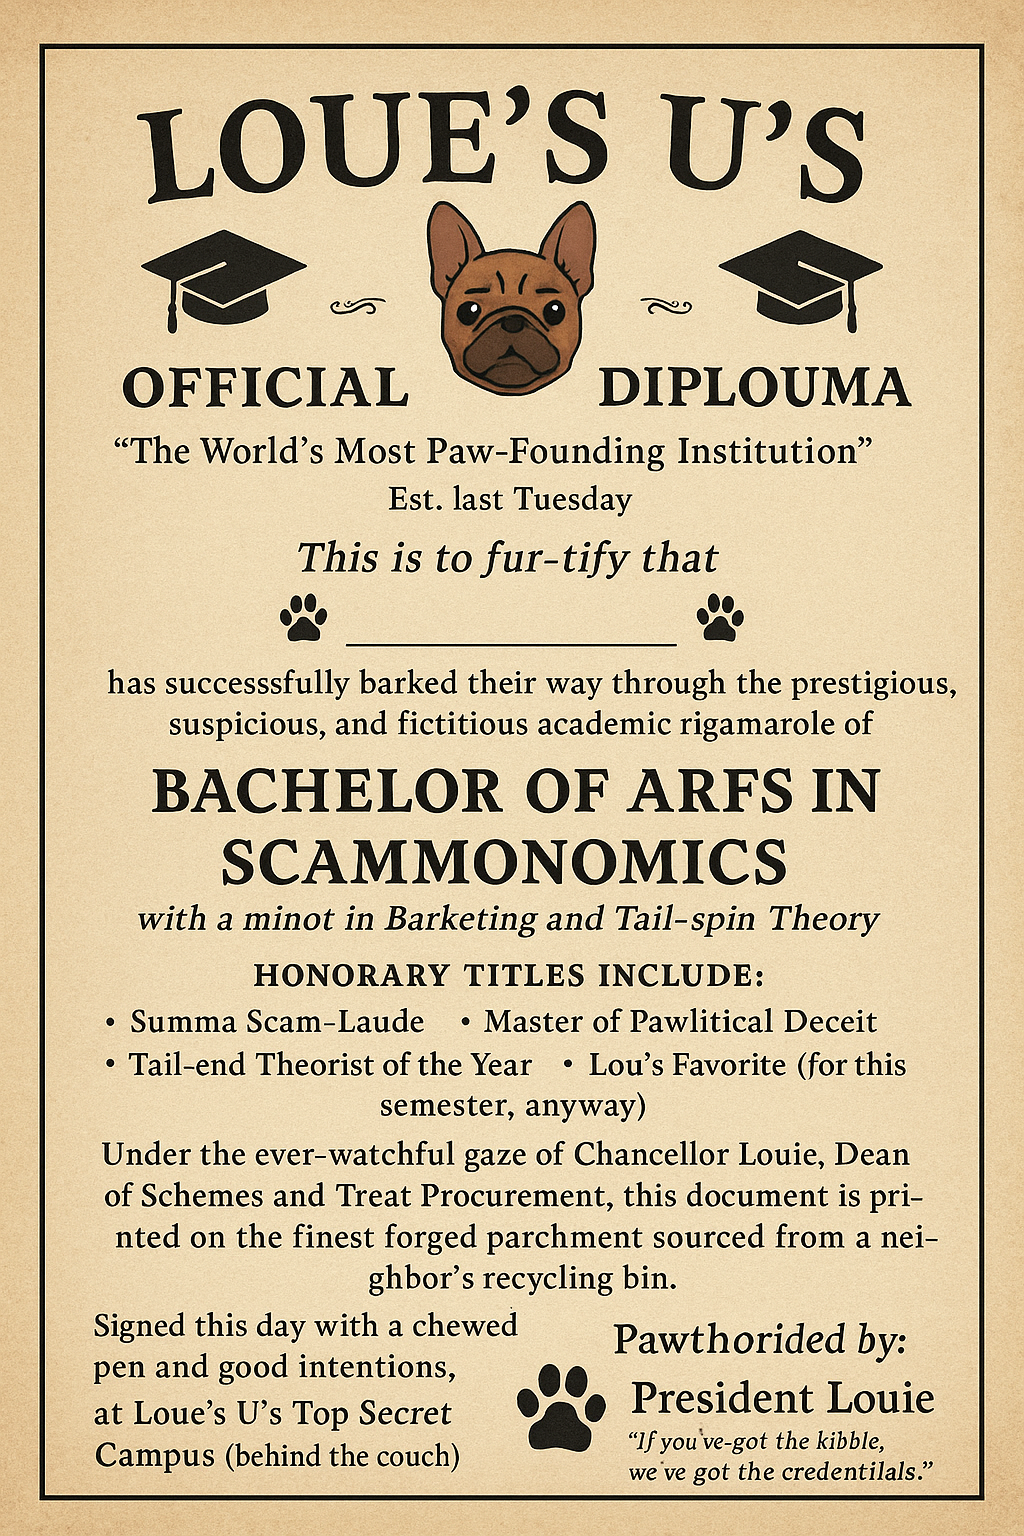 LOUE'S U'S
OFFICIAL DIPLOUMA
“The World's Most Paw-Founding Institution”
Est. last Tuesday
This is to fur-tify that
has successsfully barked their way through the prestigious,
suspicious, and fictitious academic rigamarole of
BACHELOR OF ARFS IN
SCAMMONOMICS
with a minot in Barketing and Tail-spin Theory
HONORARY TITLES INCLUDE:
• Summa Scam-Laude • Master of Pawlitical Deceit
• Tail-end Theorist of the Year • Lou's Favorite (for this
semester, anyway)
Under the ever-watchful gaze of Chancellor Louie, Dean
of Schemes and Treat Procurement, this document is pri-
nted on the finest forged parchment sourced from a nei-
ghbor's recycling bin.
Signed this day with a chewed
pen and good intentions,
at Loue's U's Top Secret
Campus (behind the couch)
Pawthorided by:
President Louie
“If you've-got the kibble,
we've got the credentilals.”